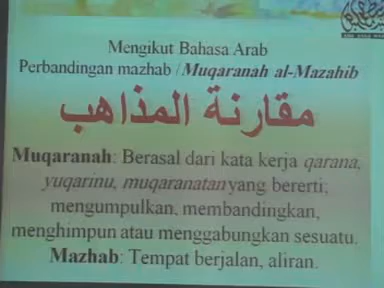 Mengikut Bahasa Arab
Perbandingan mazhab / Muqaranah al-Mazahib
مقارنة المذاهب
Muqaranah: Berasal dari kata kerja qarana,
yuqarinu, muqaranatan yang bererti;
mengumpulkan, membandingkan,
menghimpun atau menggabungkan sesuatu.
Mazhab: Tempat berjalan, aliran.